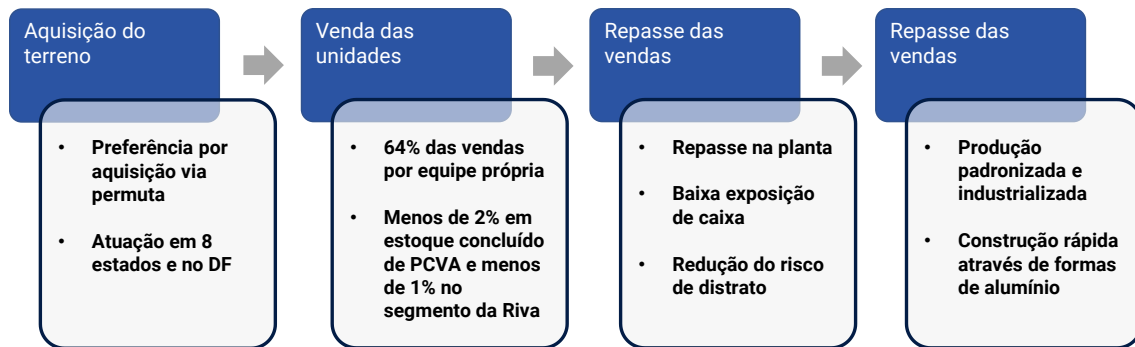 Aquisição do
terreno
• Preferência por
aquisição via
permuta
• Atuação em 8
estados e no DF
Venda das
unidades
• 64% das vendas
por equipe própria
• Menos de 2% em
estoque concluído
de PCVA e menos
de 1% no
segmento da Riva
Repasse das
vendas
• Repasse na planta
• Baixa exposição
de caixa
• Redução do risco
de distrato
Repasse das
vendas
• Produção
padronizada e
industrializada
• Construção rápida
através de formas
de alumínio